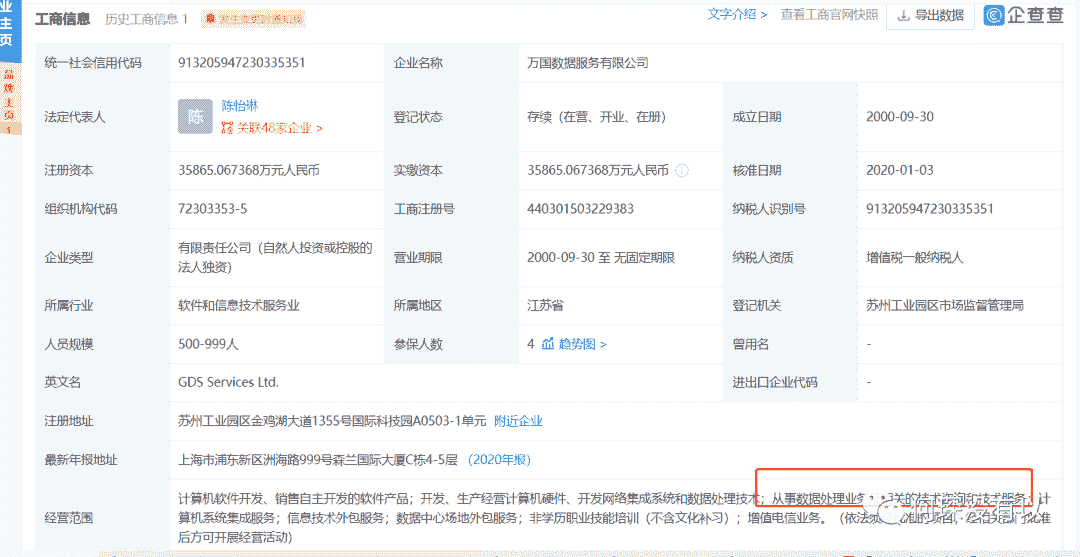 业主页
品牌主页
1
工商信息 历史工商信息 1
文字介绍 > 查看工商官网快照 导出数据 企查查
统一社会信用代码 913205947230335351 企业名称 万国数据服务有限公司
法定代表人 陈 陈怡琳 关联48家企业 > 登记状态 存续（在营、开业、在册） 成立日期 2000-09-30
注册资本 35865.067368万元人民币 实缴资本 35865.067368万元人民币 核准日期 2020-01-03
组织机构代码 72303353-5 工商注册号 440301503229383 纳税人识别号 913205947230335351
企业类型 有限责任公司（自然人投资或控股的法人独资） 营业期限 2000-09-30 至 无固定期限 纳税人资质 增值税一般纳税人
所属行业 软件和信息技术服务业 所属地区 江苏省 登记机关 苏州工业园区市场监督管理局
人员规模 500-999人 参保人数 4 趋势图 > 曾用名 -
英文名 GDS Services Ltd. 进出口企业代码 -
注册地址 苏州工业园区金鸡湖大道1355号国际科技园A0503-1单元 附近企业
最新年报地址 上海市浦东新区洲海路999号森兰国际大厦C栋4-5层 （2020年报）
经营范围 计算机软件开发、销售自主开发的软件产品；开发、生产经营计算机硬件、开发网络集成系统和数据处理技术；从事数据处理业务 关的技术咨询和技术服务；计
算机系统集成服务；信息技术外包服务；数据中心场地外包服务；非学历职业技能培训（不含文化补习）；增值电信业务。（依法须 批准
后方可开展经营活动）